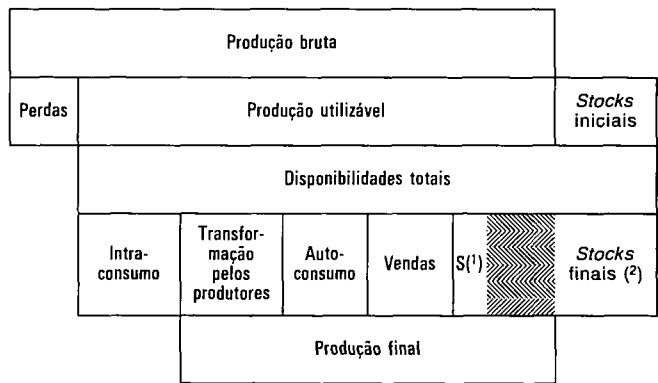 Produção bruta
Perdas
Produção utilizável
Stocks
iniciais
Disponibilidades totais
Intra-
consumo
Transfor-
mação
pelos
produtores
Auto-
consumo
Vendas
S(¹)
Stocks
finais (²)
Produção final